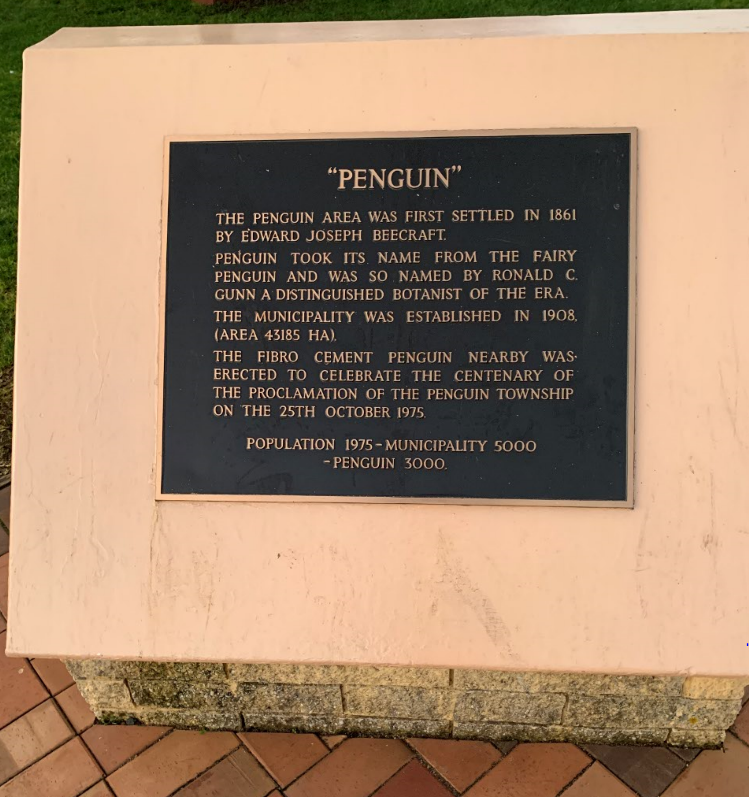 "PENGUIN"
THE PENGUIN AREA WAS FIRST SETTLED IN 1861
BY EDWARD JOSEPH BEECRAFT.
PENGUIN TOOK ITS NAME FROM THE FAIRY
PENGUIN AND WAS SO NAMED BY RONALD C.
GUNN A DISTINGUISHED BOTANIST OF THE ERA.
THE MUNICIPALITY WAS ESTABLISHED IN 1908.
(AREA 43185 HA).
THE FIBRO CEMENT PENGUIN NEARBY WAS
ERECTED TO CELEBRATE THE CENTENARY OF
THE PROCLAMATION OF THE PENGUIN TOWNSHIP
ON THE 25TH OCTOBER 1975.
POPULATION 1975 - MUNICIPALITY 5000
- PENGUIN 3000.